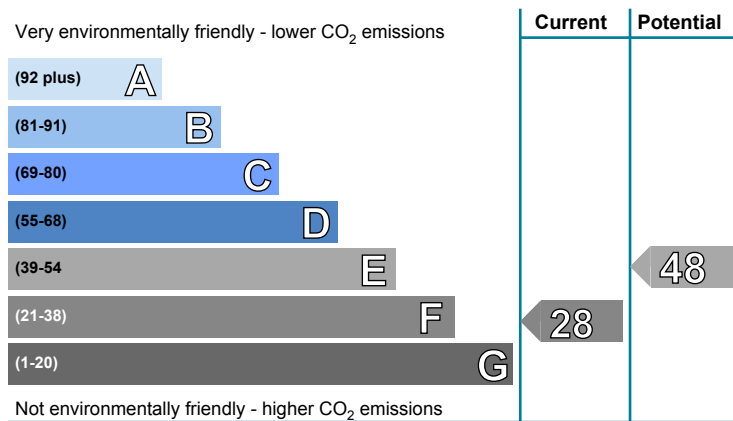 Very environmentally friendly - lower CO2 emissions
Current
Potential
(92 plus) A
(81-91) B
(69-80) C
(55-68) D
(39-54 E
48
(21-38) F
28
(1-20) G
Not environmentally friendly - higher CO2 emissions